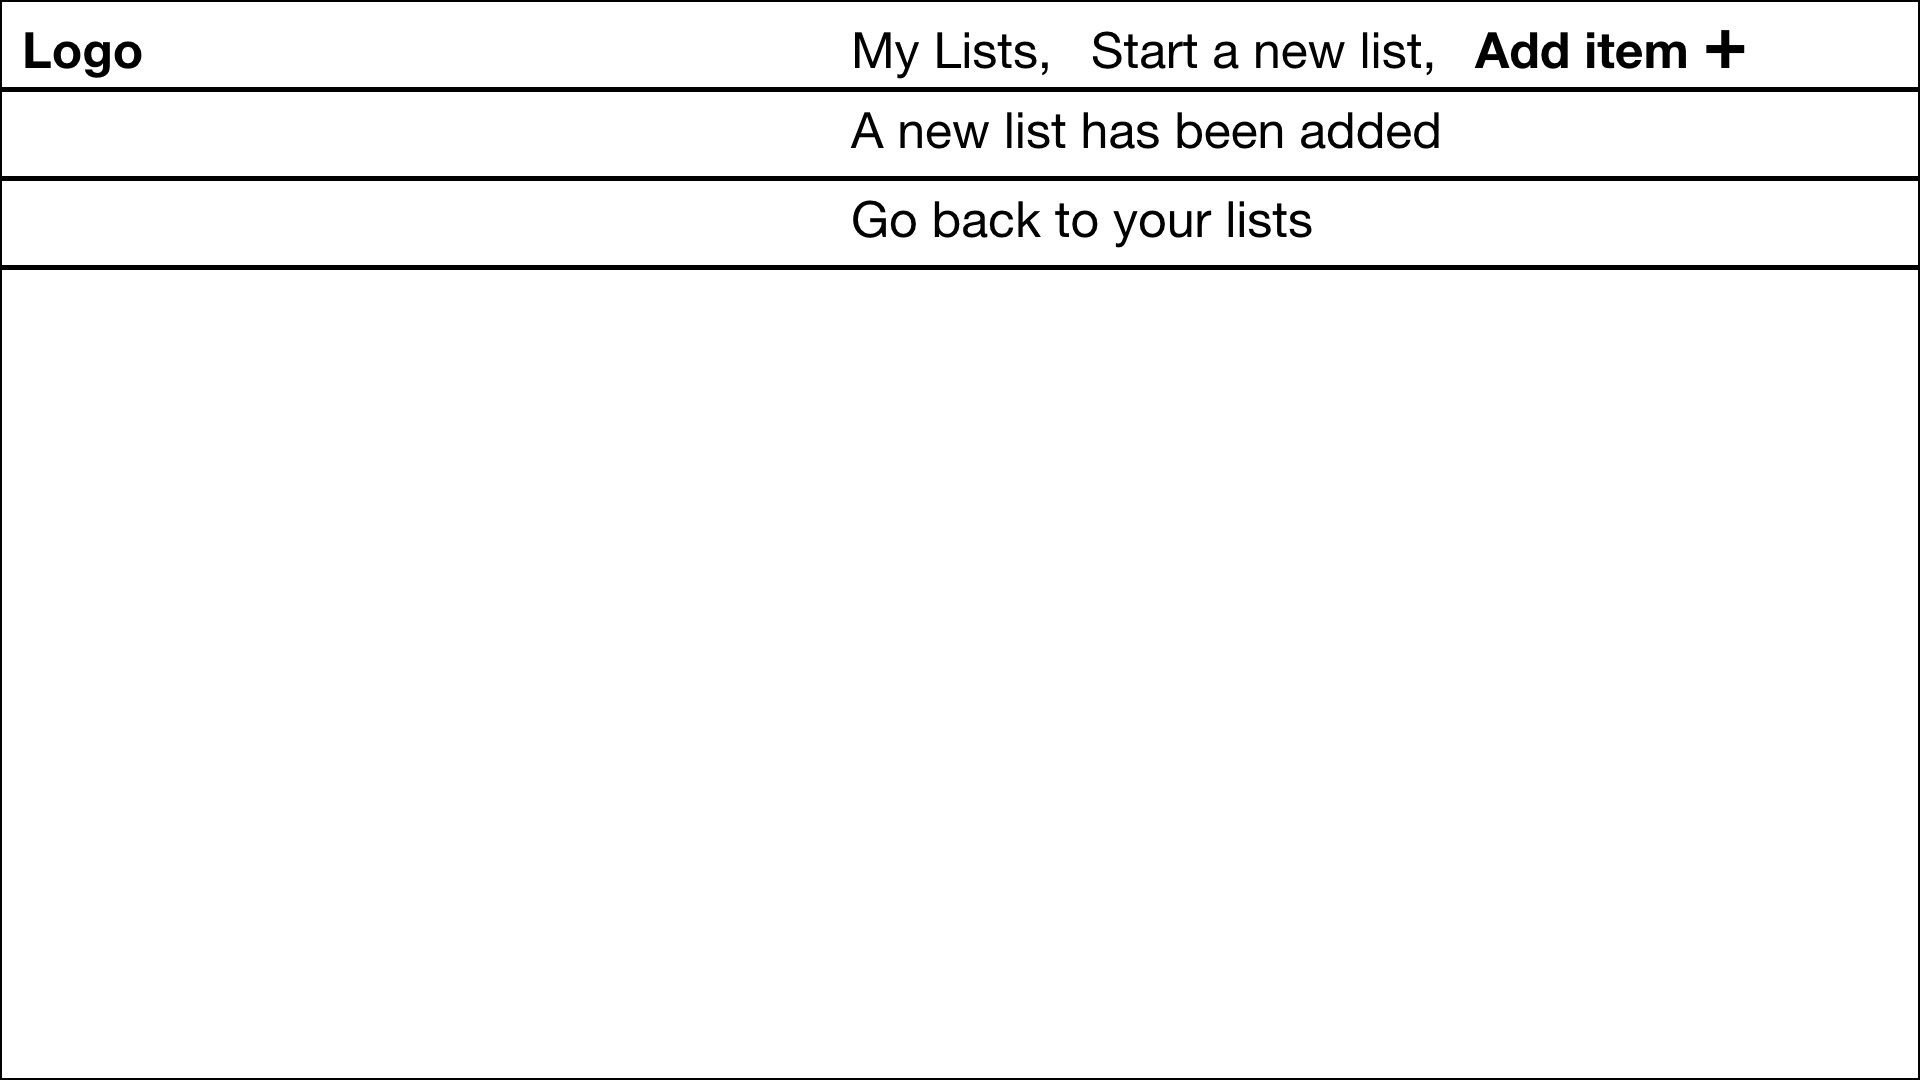 Logo My Lists, Start a new list, Add item +
A new list has been added
Go back to your lists